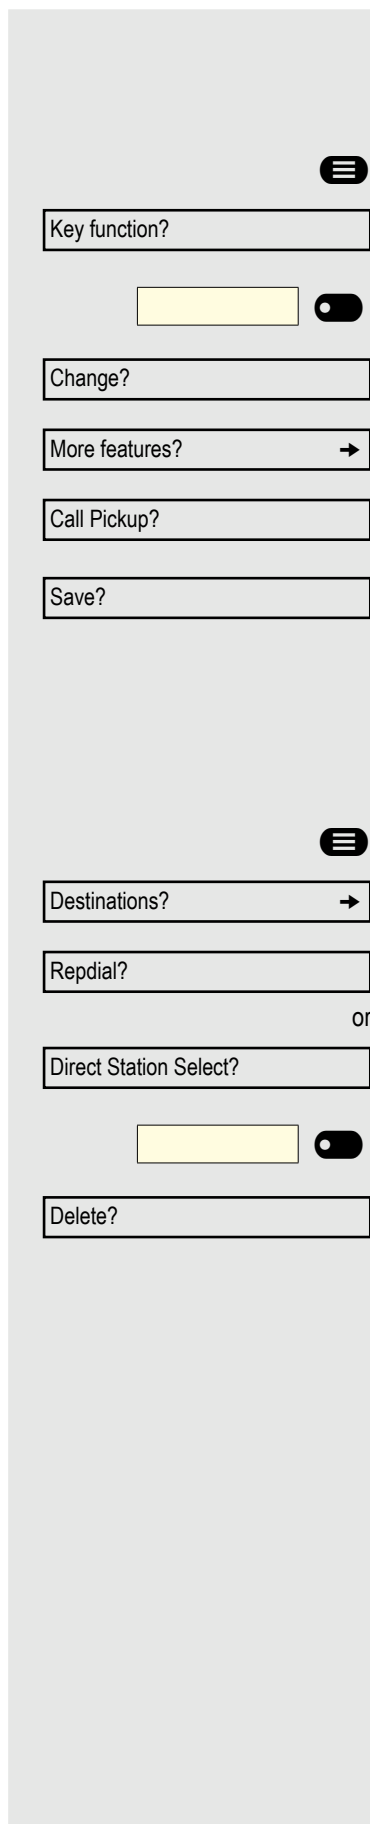 Key function?
Change?
More features?
Call Pickup?
Save?
Destinations?
Repdial?
or
Direct Station Select?
Delete?